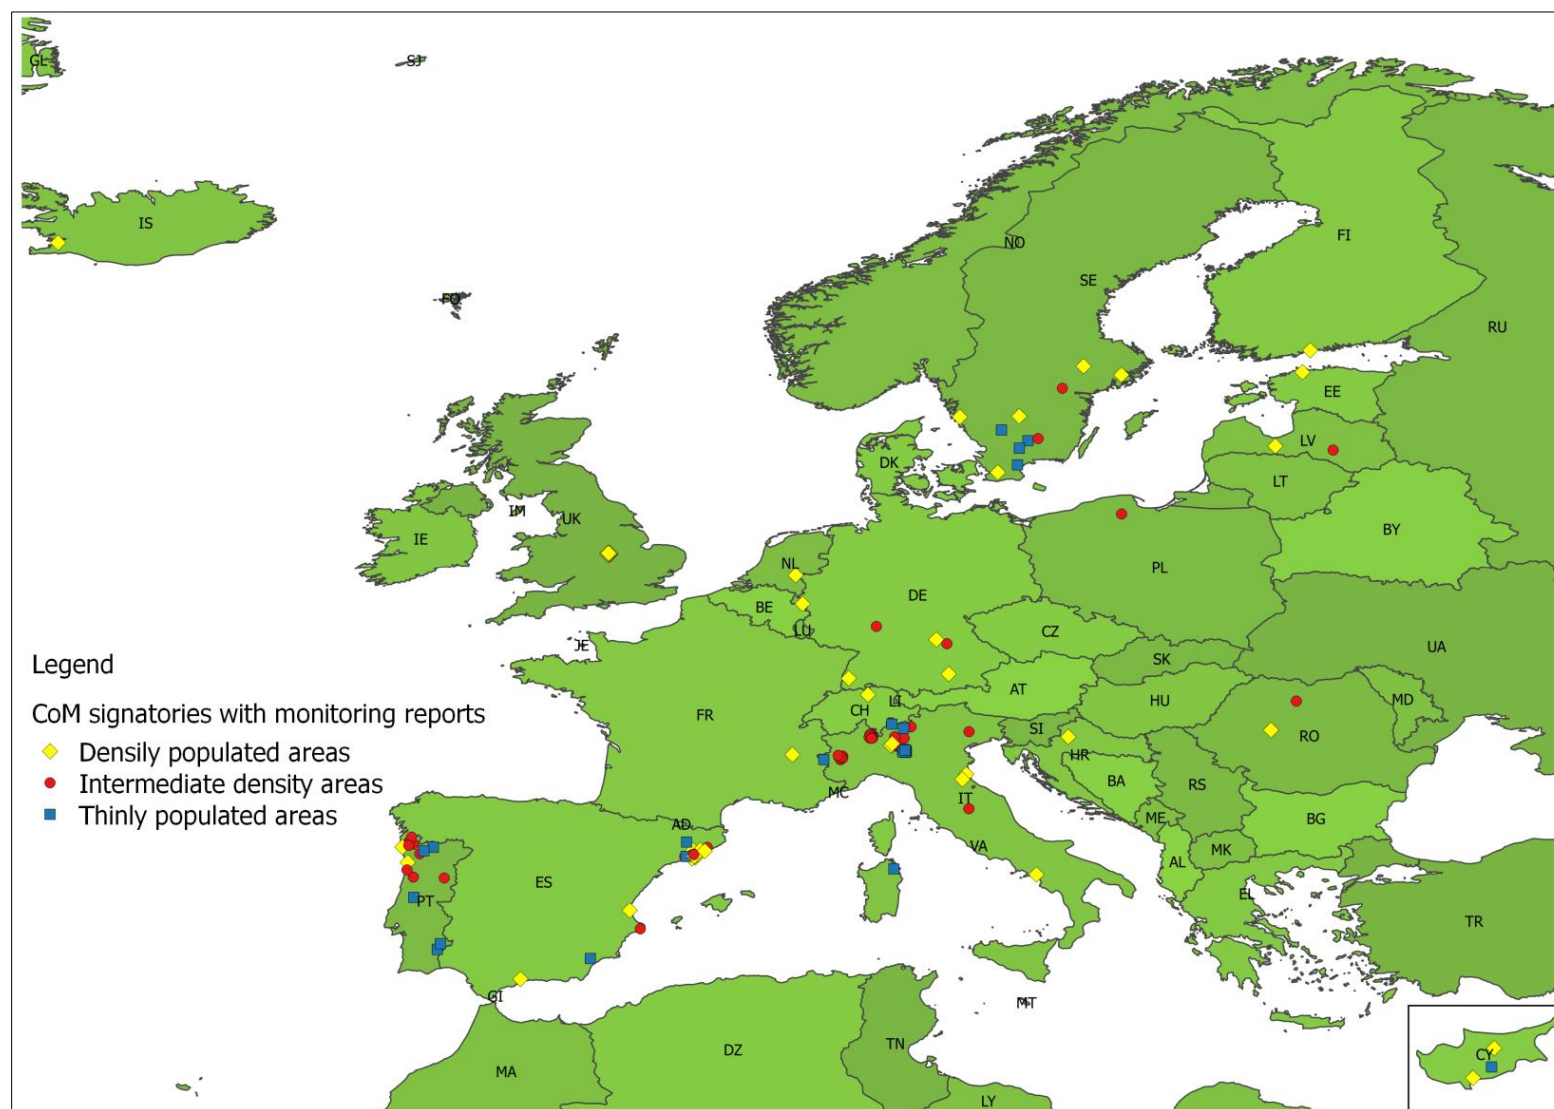 GL
SJ
IS
FO
NO
SE
FI
RU
EE
LV
LT
DK
IM
UK
IE
BY
NL
PL
DE
BE
LU
CZ
JE
UA
SK
AT
HU
MD
LI
CH
FR
SI
HR
RO
BA
RS
MC
IT
ME
BG
AD
VA
AL
MK
ES
EL
PT
TR
GI
MT
TN
DZ
MA
LY
CY
Legend
CoM signatories with monitoring reports
Densily populated areas
Intermediate density areas
Thinly populated areas